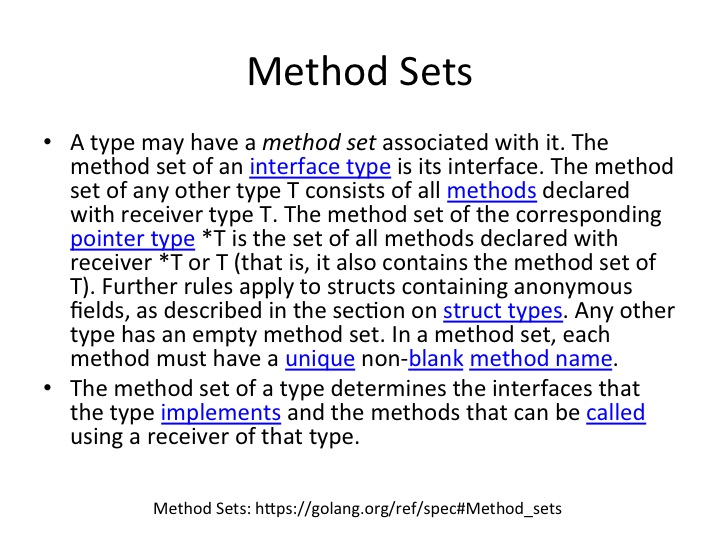 Method Sets
• A type may have a method set associated with it. The
method set of an interface type is its interface. The method
set of any other type T consists of all methods declared
with receiver type T. The method set of the corresponding
pointer type *T is the set of all methods declared with
receiver *T or T (that is, it also contains the method set of
T). Further rules apply to structs containing anonymous
fields, as described in the section on struct types. Any other
type has an empty method set. In a method set, each
method must have a unique non-blank method name.
• The method set of a type determines the interfaces that
the type implements and the methods that can be called
using a receiver of that type.
Method Sets: https://golang.org/ref/spec#Method_sets